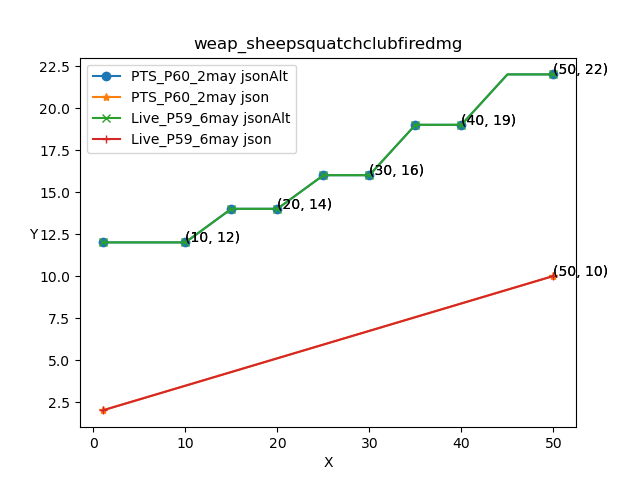 weap_sheepsquatchclubfiredmg
PTS_P60_2may jsonAlt
PTS_P60_2may json
Live_P59_6may jsonAlt
Live_P59_6may json
(50, 22)
(40, 19)
(30, 16)
(20, 14)
(10, 12)
(50, 10)
Y
22.5
20.0
17.5
15.0
12.5
10.0
7.5
5.0
2.5
0 10 20 30 40 50
X